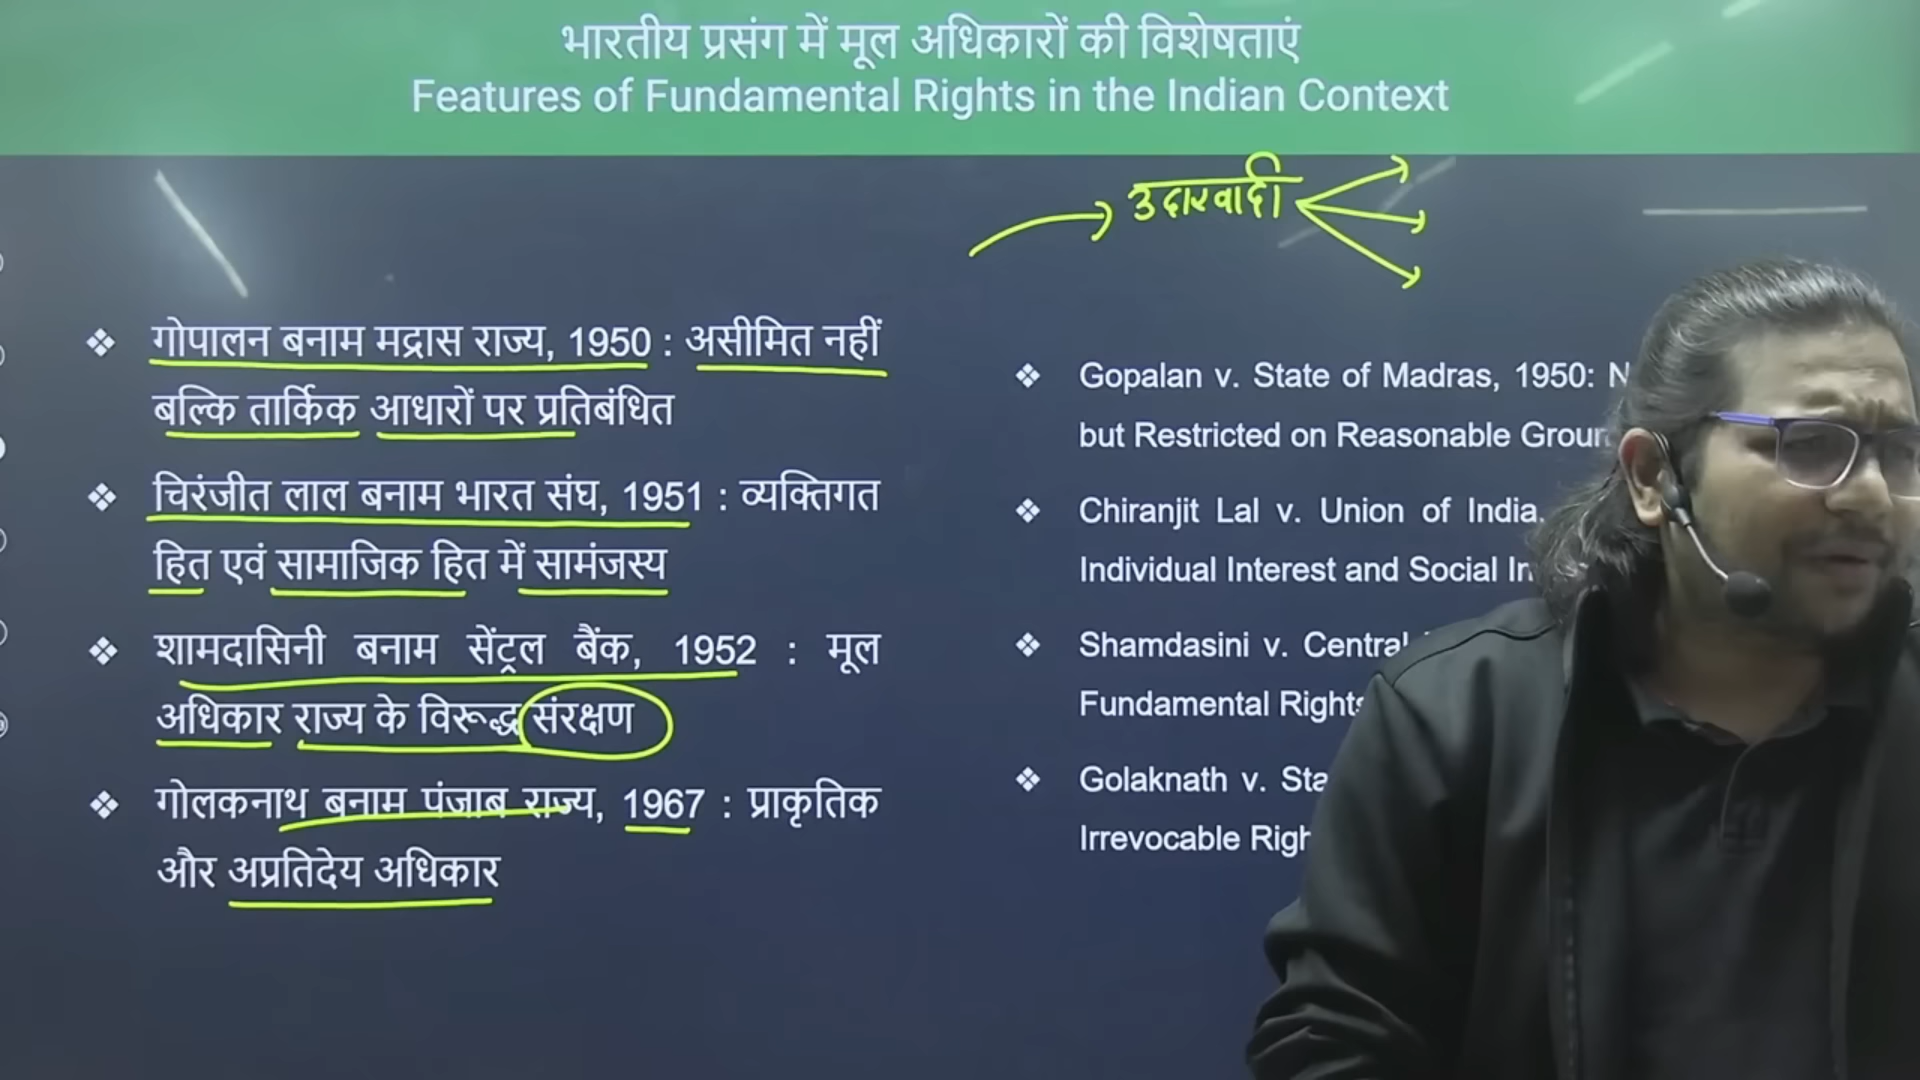 भारतीय प्रसंग में मूल अधिकारों की विशेषताएं
Features of Fundamental Rights in the Indian Context
उदारवादी
❖ गोपालन बनाम मद्रास राज्य, 1950 : असीमित नहीं
बल्कि तार्किक आधारों पर प्रतिबंधित
❖ चिरंजीत लाल बनाम भारत संघ, 1951 : व्यक्तिगत
हित एवं सामाजिक हित में सामंजस्य
❖ शामदासिनी बनाम सेंट्रल बैंक, 1952 : मूल
अधिकार राज्य के विरूद्ध संरक्षण
❖ गोलकनाथ बनाम पंजाब राज्य, 1967 : प्राकृतिक
और अप्रतिदेय अधिकार
❖ Gopalan v. State of Madras, 1950:
but Restricted on Reasonable
❖ Chiranjit Lal v. Union of India,
Individual Interest and Social
❖ Shamdasini v. Central
Fundamental Rights
❖ Golaknath v.
Irrevocable